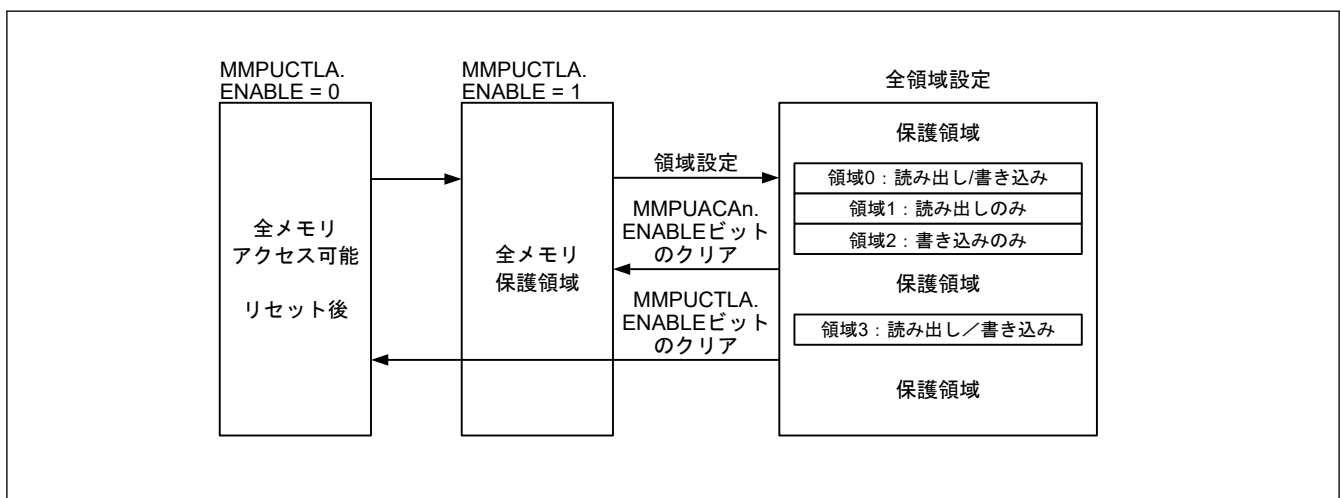 MMPUCTLA.
ENABLE = 0
全メモリ
アクセス可能
リセット後
MMPUCTLA.
ENABLE = 1
全メモリ
保護領域
領域設定
MMPUACAn.
ENABLEビット
のクリア
MMPUCTLA.
ENABLEビット
のクリア
全領域設定
保護領域
領域0：読み出し/書き込み
領域1：読み出しのみ
領域2：書き込みのみ
保護領域
領域3：読み出し／書き込み
保護領域